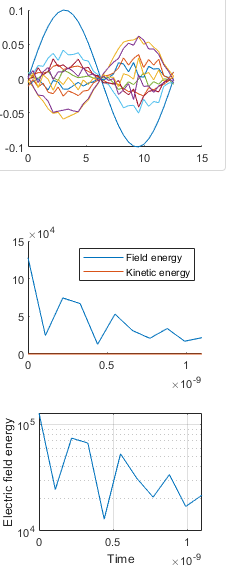 0.1
0.05
0
-0.05
-0.1
0 5 10 15
×10⁴
15
10
5
0
Field energy
Kinetic energy
0 0.5 1
×10⁻⁹
Electric field energy
10⁵
10⁴
0 0.5 1
Time
×10⁻⁹